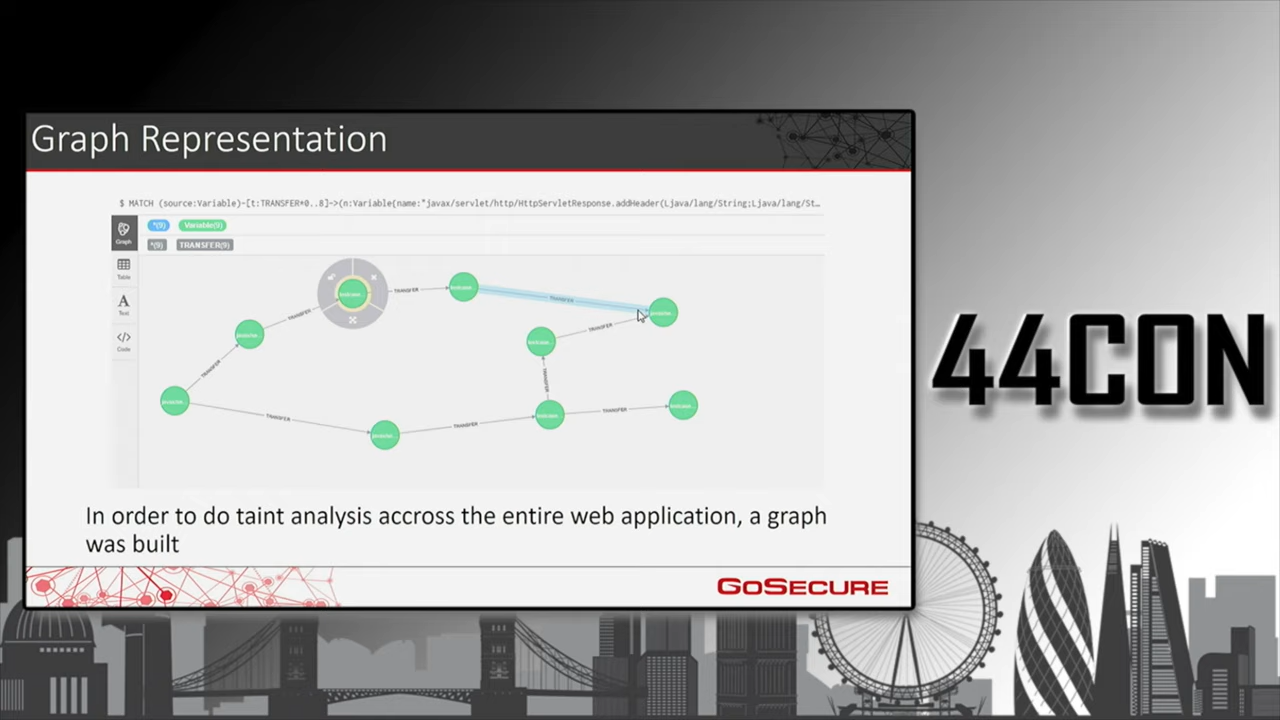 Graph Representation
$ MATCH (source:Variable)-[t:TRANSFER*0..8]->(n:Variable{name:"javax/servlet/http/HttpServletResponse.addHeader(Ljava/lang/String;Ljava/lang/St…
*(9) Variable(9)
*(9) TRANSFER(9)
Graph
Table
Text
Code
TRANSFER
TRANSFER
TRANSFER
TRANSFER
TRANSFER
TRANSFER
TRANSFER
TRANSFER
TRANSFER
44CON
In order to do taint analysis accross the entire web application, a graph
was built
GOSECURE